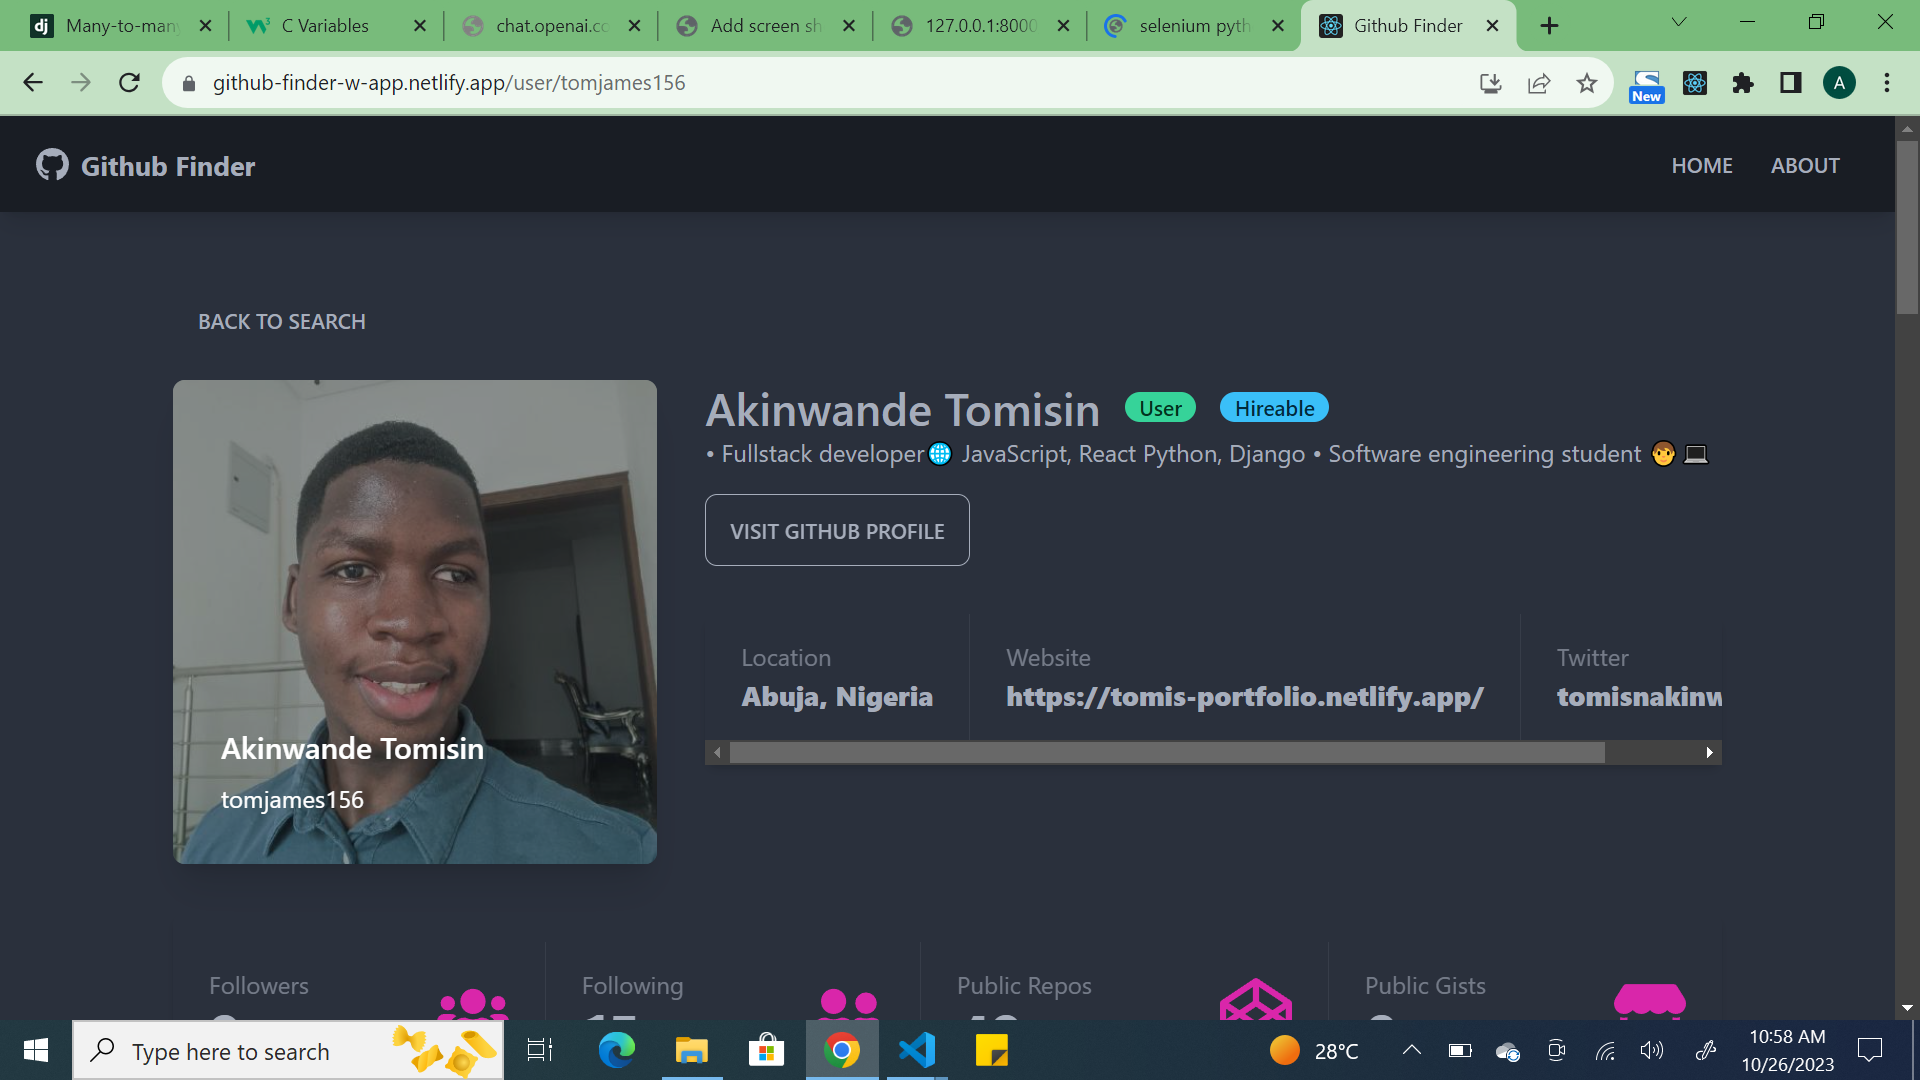 Many-to-many
C Variables
chat.openai.co
Add screen sh
127.0.0.1:8000
selenium pyth
Github Finder
github-finder-w-app.netlify.app/user/tomjames156
New
A
Github Finder
HOME
ABOUT
BACK TO SEARCH
Akinwande Tomisin
User
Hireable
• Fullstack developer🌐 JavaScript, React Python, Django • Software engineering student 🧑💻
VISIT GITHUB PROFILE
Location
Abuja, Nigeria
Website
https://tomis-portfolio.netlify.app/
Twitter
tomisnakinw
Akinwande Tomisin
tomjames156
Followers
Following
Public Repos
Public Gists
Type here to search
28°C
10:58 AM
10/26/2023